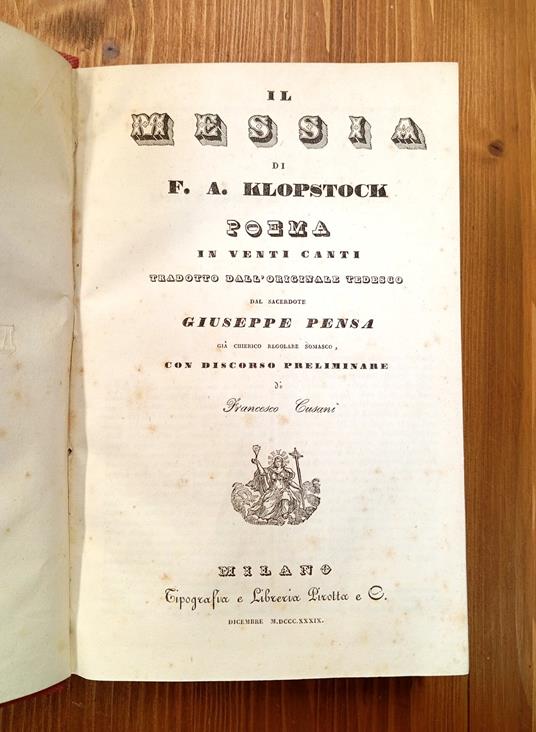 IL
MESSIA
DI
F. A. KLOPSTOCK
POEMA
IN VENTI CANTI
TRADOTTO DALL'ORIGINALE TEDESCO
DAL SACERDOTE
GIUSEPPE PENSA
GIÀ CHIERICO REGOLARE SOMASCO,
CON DISCORSO PRELIMINARE
di
Francesco Cusani
MILANO
Tipografia e Libreria Pirotta e C.
DICEMBRE M.DCCC.XXXIX.